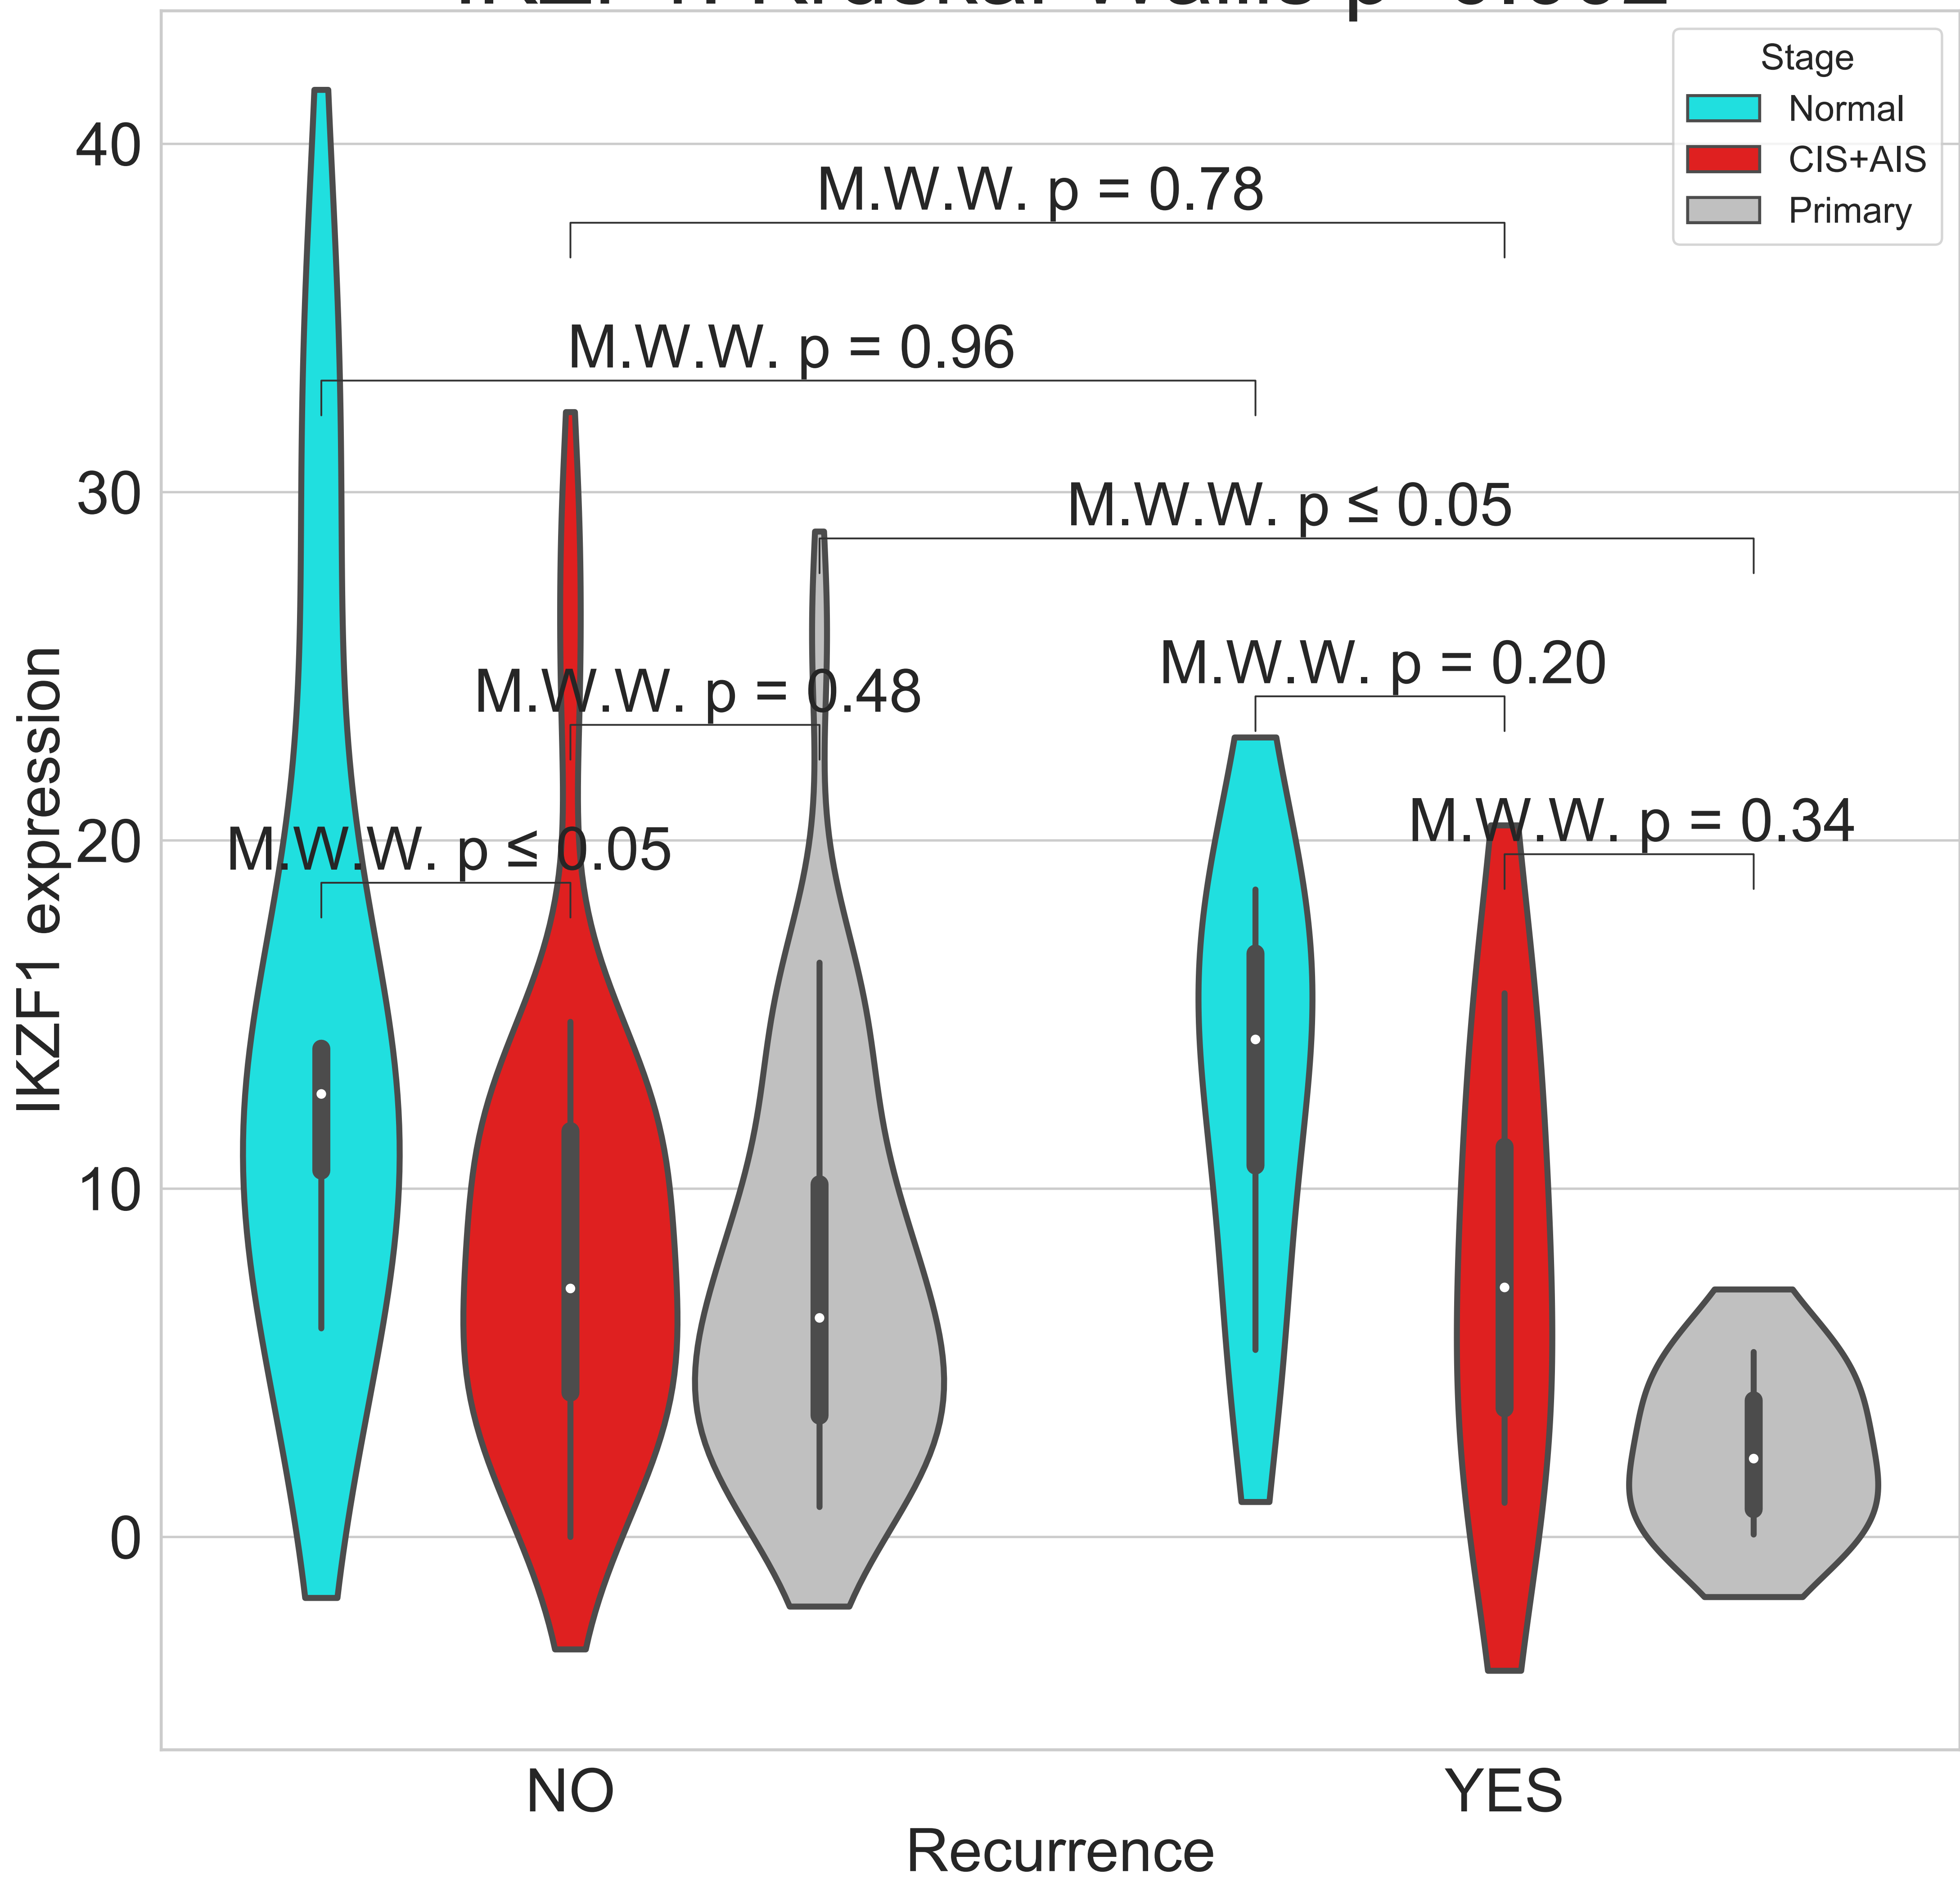 Stage
Normal
CIS+AIS
Primary
M.W.W. p = 0.78
M.W.W. p = 0.96
M.W.W. p ≤ 0.05
M.W.W. p = 0.20
M.W.W. p = 0.48
M.W.W. p = 0.34
M.W.W. p ≤ 0.05
40
30
20
10
0
IKZF1 expression
NO
YES
Recurrence